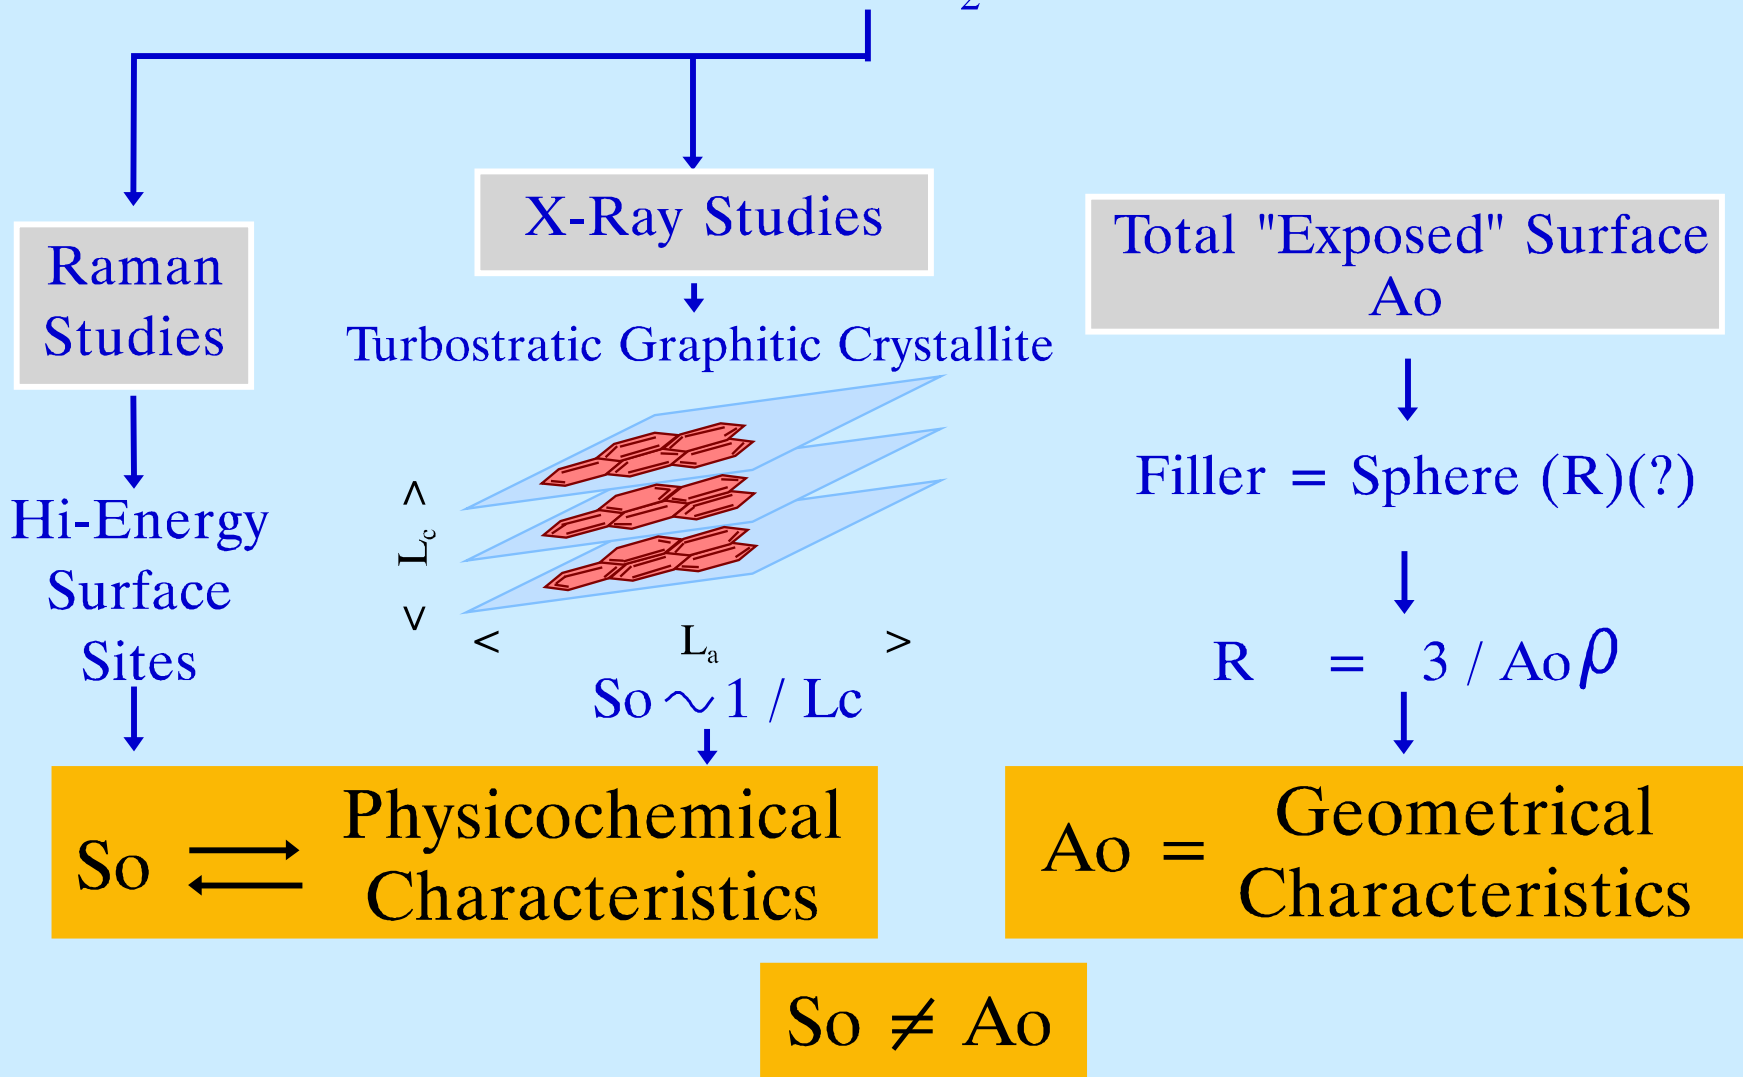 2
Raman
Studies
Hi-Energy
Surface
Sites
X-Ray Studies
Turbostratic Graphitic Crystallite
< Lc >
< La >
So ~ 1 / Lc
So ⇄ Physicochemical
Characteristics
Total "Exposed" Surface
Ao
Filler = Sphere (R)(?)
R = 3 / Ao ρ
Ao = Geometrical
Characteristics
So ≠ Ao